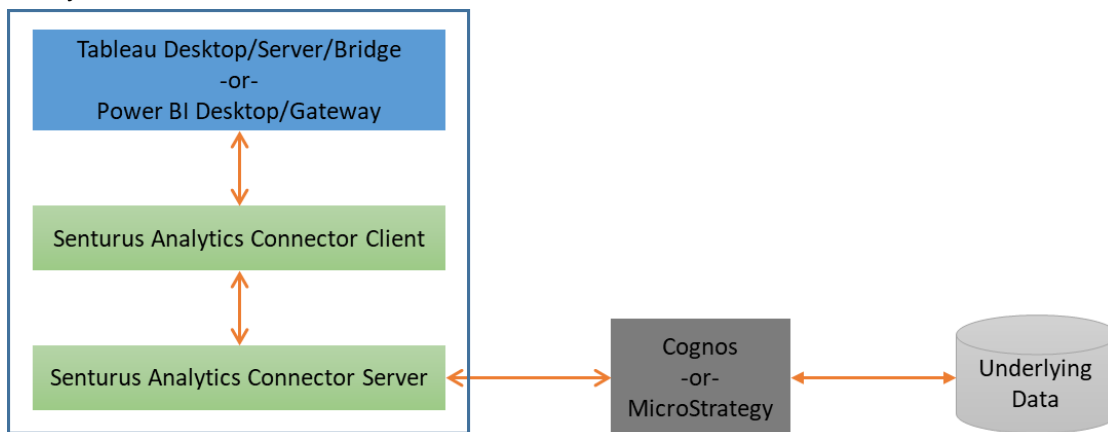 Tableau Desktop/Server/Bridge
-or-
Power BI Desktop/Gateway
Senturus Analytics Connector Client
Senturus Analytics Connector Server
Cognos
-or-
MicroStrategy
Underlying
Data